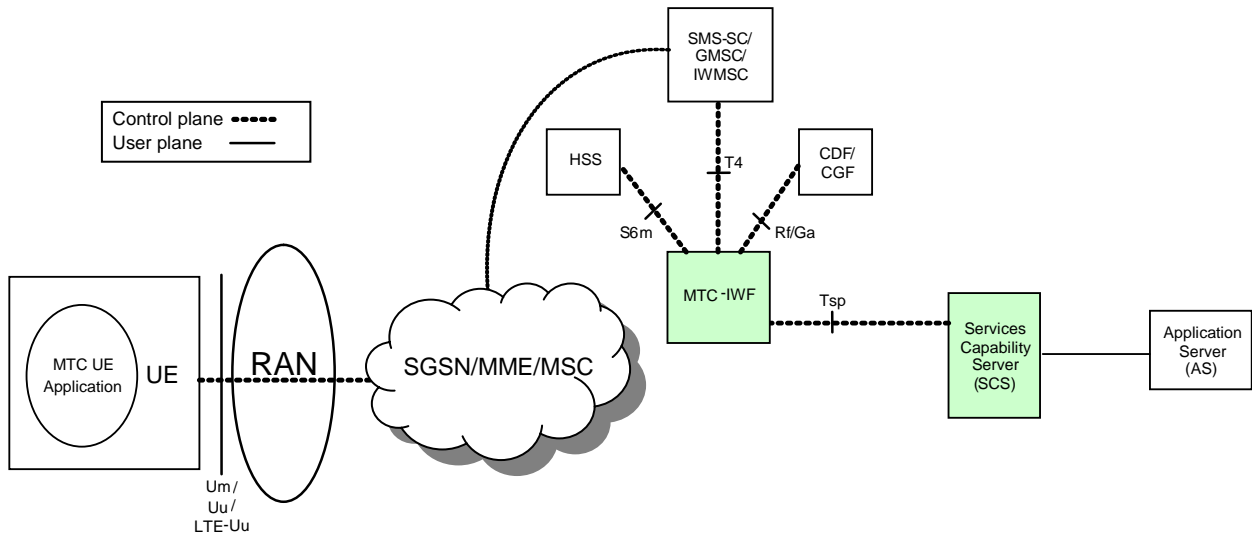 SMS-SC/
GMSC/
IWMSC
Control plane
User plane
HSS
T4
CDF/
CGF
S6m
Rf/Ga
MTC-IWF
Tsp
Services
Capability
Server
(SCS)
Application
Server
(AS)
MTC UE
Application
UE
RAN
SGSN/MME/MSC
Um/
Uu/
LTE-Uu